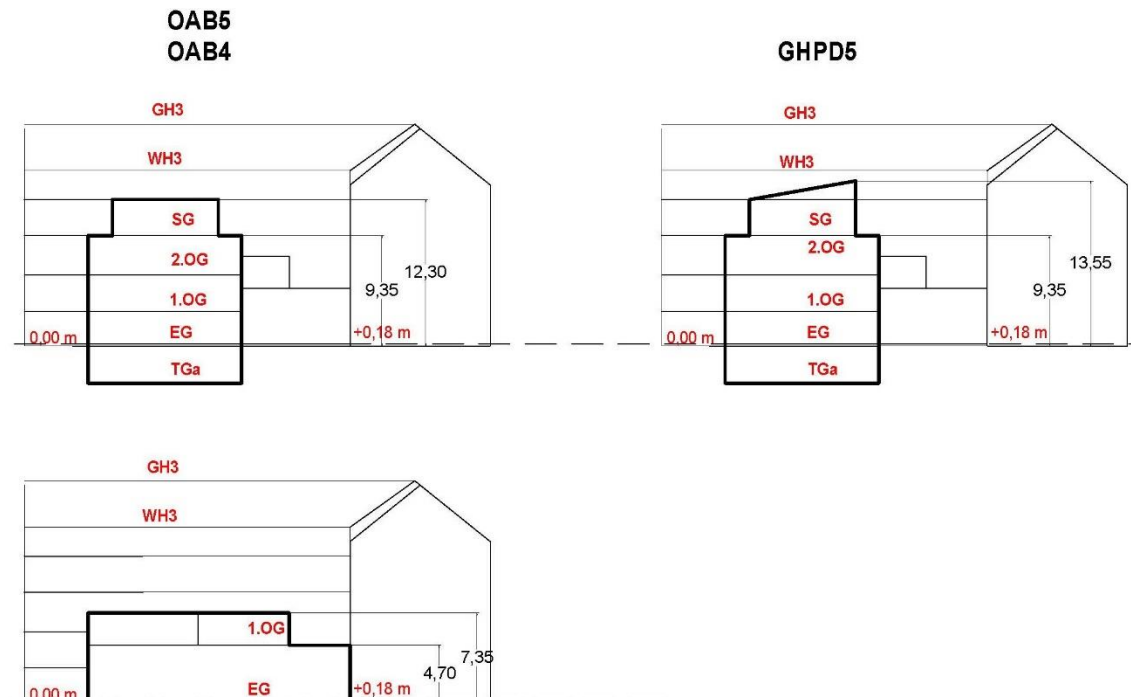 OAB5
OAB4
GH3
WH3
SG
2.OG
12,30
9,35
1.OG
0,00 m
EG
+0,18 m
TGa
GHPD5
GH3
WH3
SG
2.OG
13,55
9,35
1.OG
0,00 m
EG
+0,18 m
TGa
GH3
WH3
1.OG
7,35
4,70
0,00 m
EG
+0,18 m